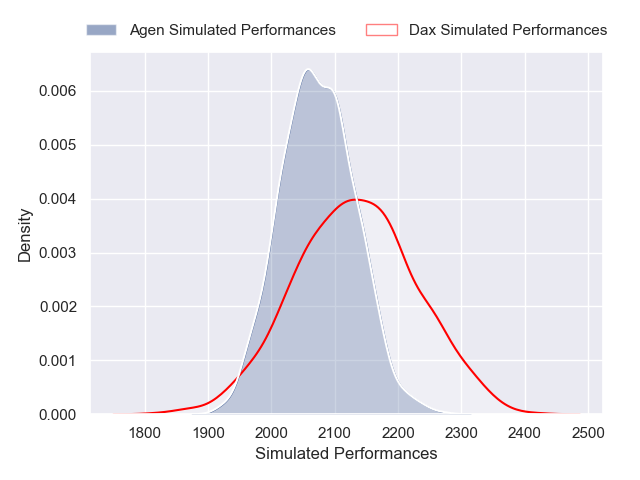 Agen Simulated Performances Dax Simulated Performances
0.006
0.005
0.004
0.003
0.002
0.001
0.000
Density
1800 1900 2000 2100 2200 2300 2400 2500
Simulated Performances